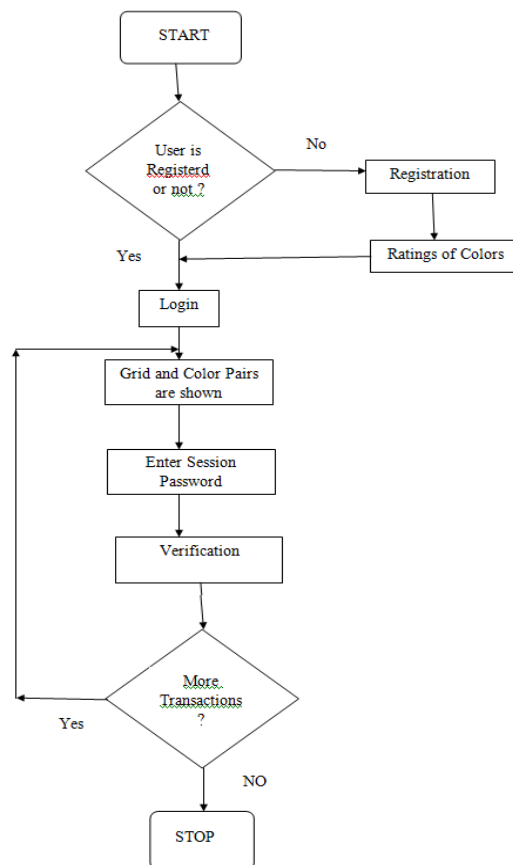 START
User is
Registerd
or not ?
No
Registration
Yes
Ratings of Colors
Login
Grid and Color Pairs
are shown
Enter Session
Password
Verification
More
Transactions
?
Yes
NO
STOP